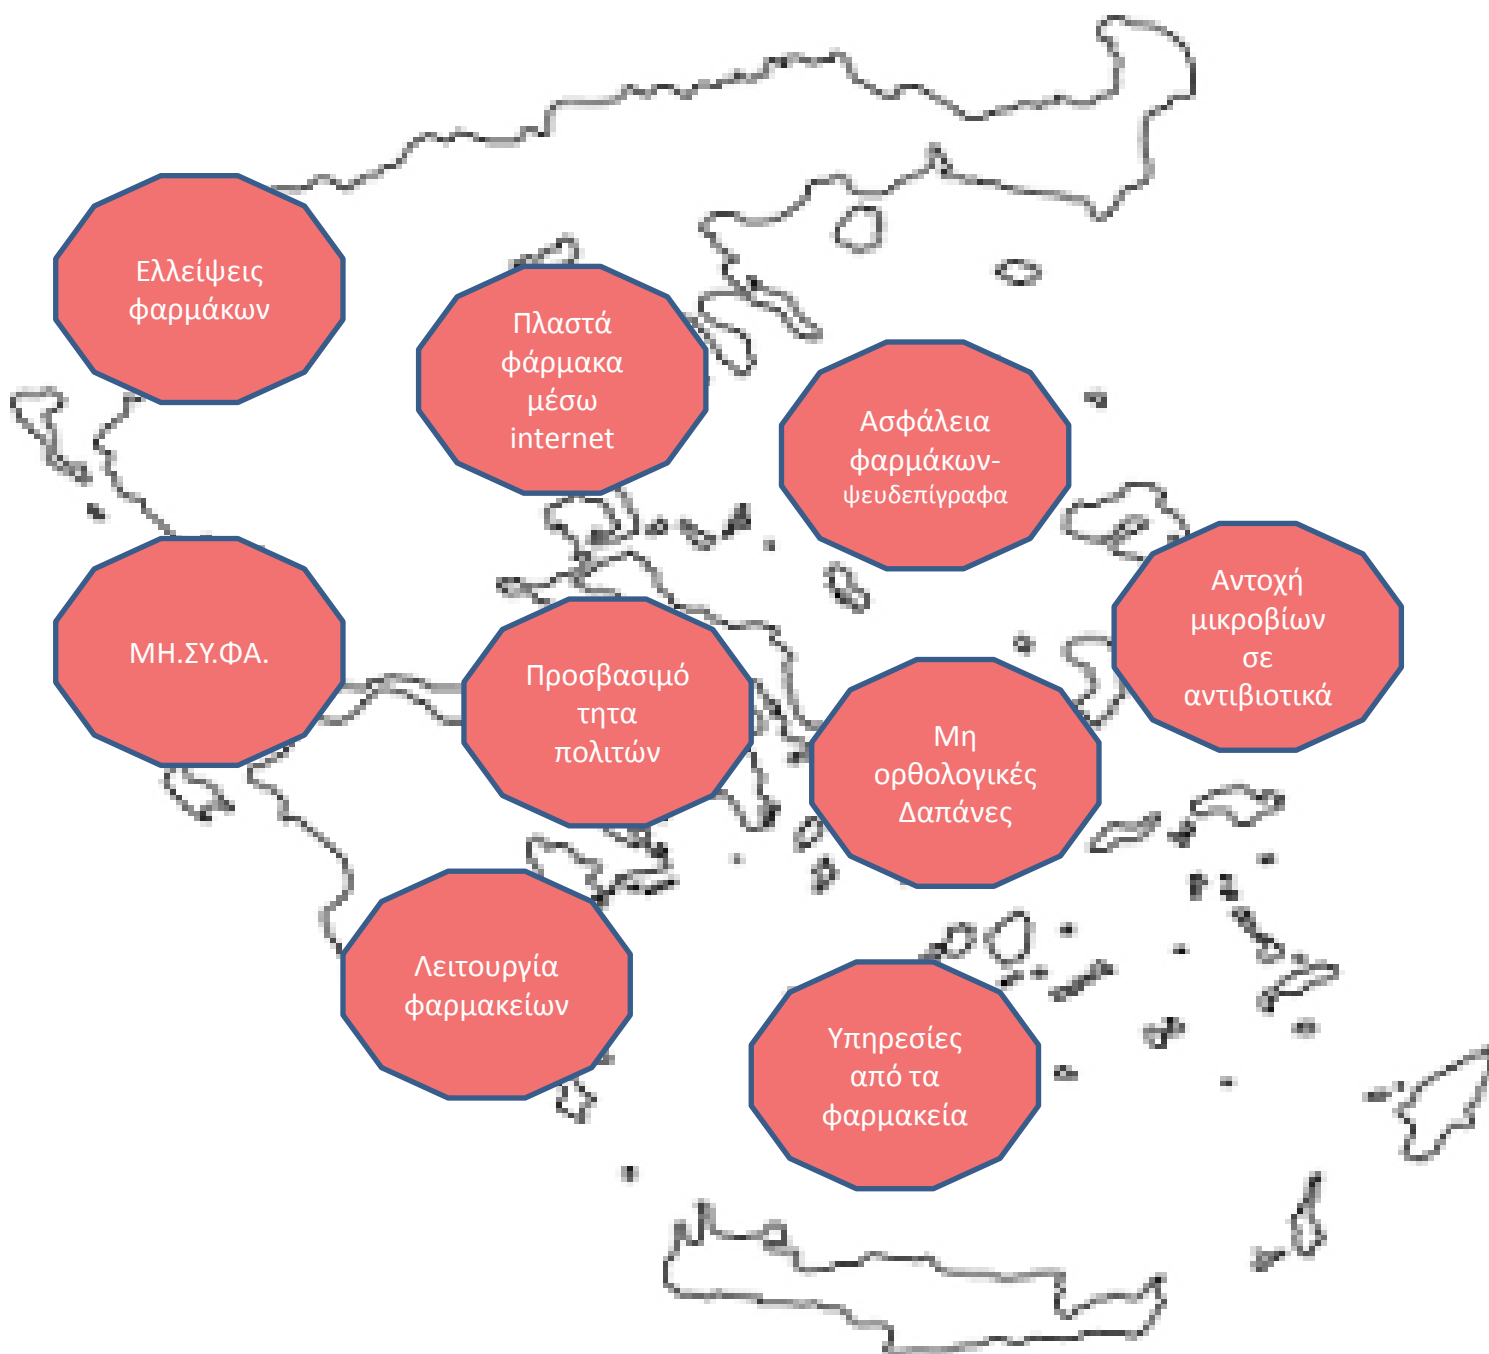 Ελλείψεις
φαρμάκων
Πλαστά
φάρμακα
μέσω
internet
Ασφάλεια
φαρμάκων-
ψευδεπίγραφα
Αντοχή
μικροβίων
σε
αντιβιοτικά
ΜΗ.ΣΥ.ΦΑ.
Προσβασιμό
τητα
πολιτών
Μη
ορθολογικές
Δαπάνες
Λειτουργία
φαρμακείων
Υπηρεσίες
από τα
φαρμακεία